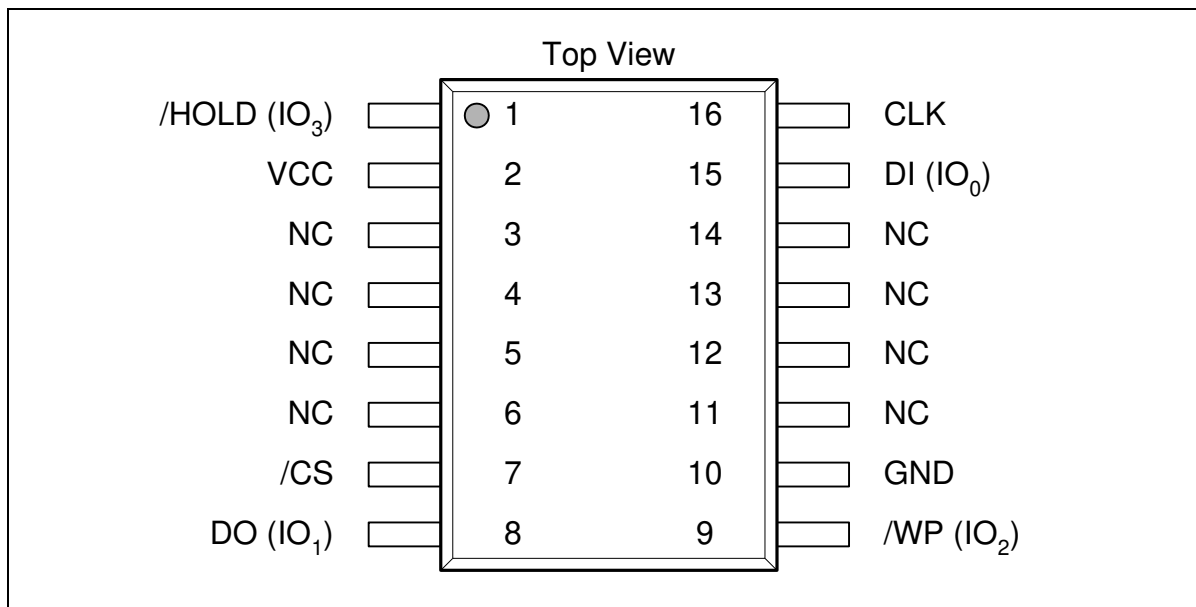 Top View
/HOLD (IO₃) 1 16 CLK
VCC 2 15 DI (IO₀)
NC 3 14 NC
NC 4 13 NC
NC 5 12 NC
NC 6 11 NC
/CS 7 10 GND
DO (IO₁) 8 9 /WP (IO₂)